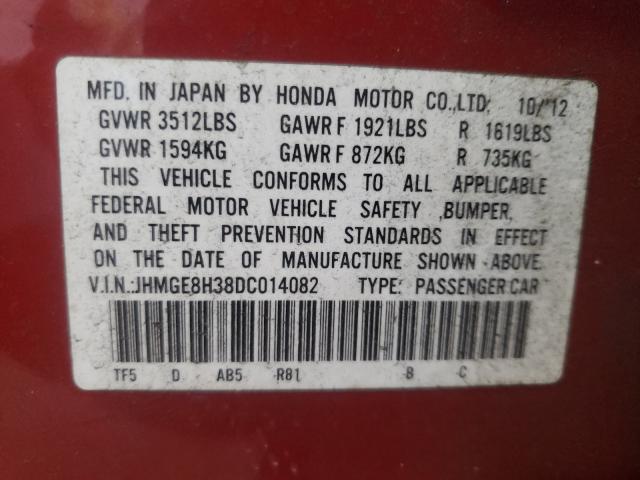 MFD. IN JAPAN BY HONDA MOTOR CO.,LTD. 10/'12
GVWR 3512LBS GAWR F 1921LBS R 1619LBS
GVWR 1594KG GAWR F 872KG R 735KG
THIS VEHICLE CONFORMS TO ALL APPLICABLE
FEDERAL MOTOR VEHICLE SAFETY ,BUMPER,
AND THEFT PREVENTION STANDARDS IN EFFECT
ON THE DATE OF MANUFACTURE SHOWN ABOVE.
V.I.N.:JHMGE8H38DC014082 TYPE: PASSENGER CAR
TF5 D AB5 R81 B C